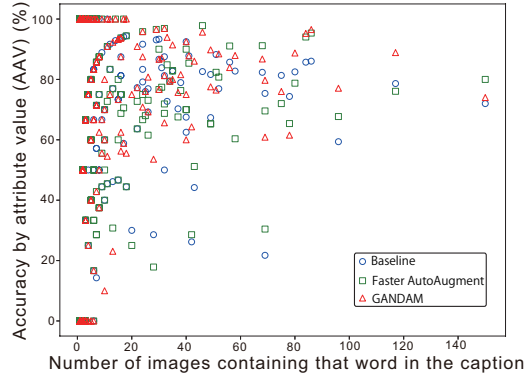 Accuracy by attribute value (AAV) (%)
100
80
60
40
20
0
Baseline
Faster AutoAugment
GANDAM
0 20 40 60 80 100 120 140
Number of images containing that word in the caption